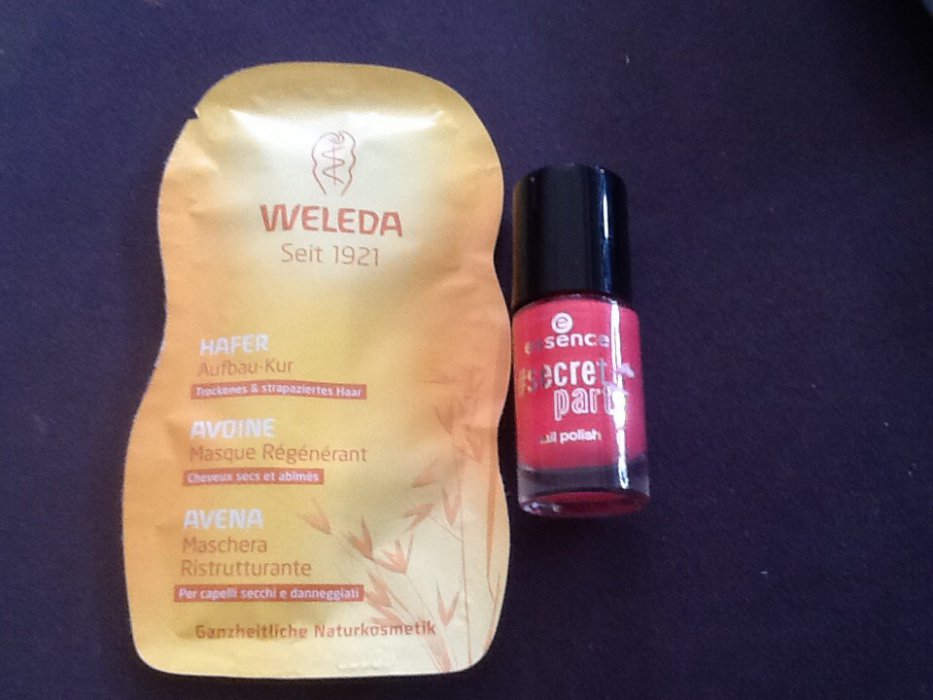 WELEDA
Seit 1921
HAFER
Aufbau-Kur
Trockenes & strapaziertes Haar
AVOINE
Masque Régénérant
Cheveux secs et abîmés
AVENA
Maschera
Ristrutturante
Per capelli secchi e danneggiati
Ganzheitliche Naturkosmetik
e
essence
#secret
party
nail polish